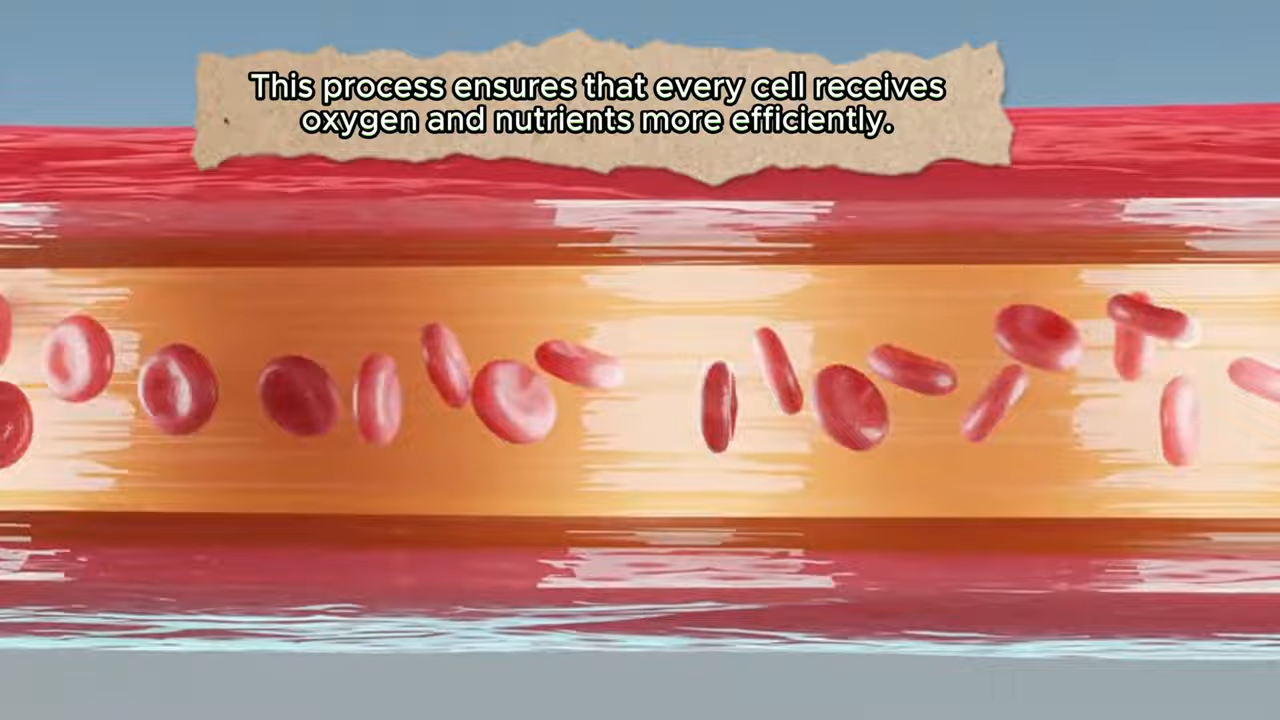 This process ensures that every cell receives
oxygen and nutrients more efficiently.